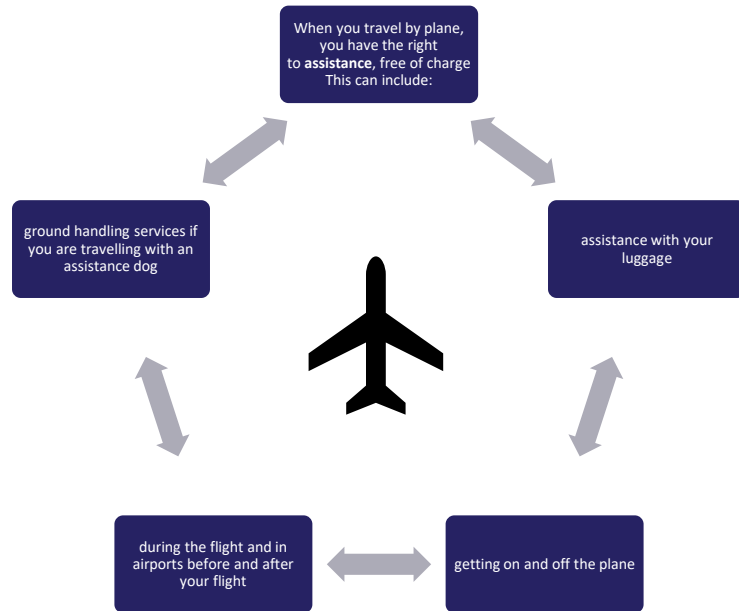 When you travel by plane,
you have the right
to assistance, free of charge
This can include:
ground handling services if
you are travelling with an
assistance dog
assistance with your
luggage
during the flight and in
airports before and after
your flight
getting on and off the plane